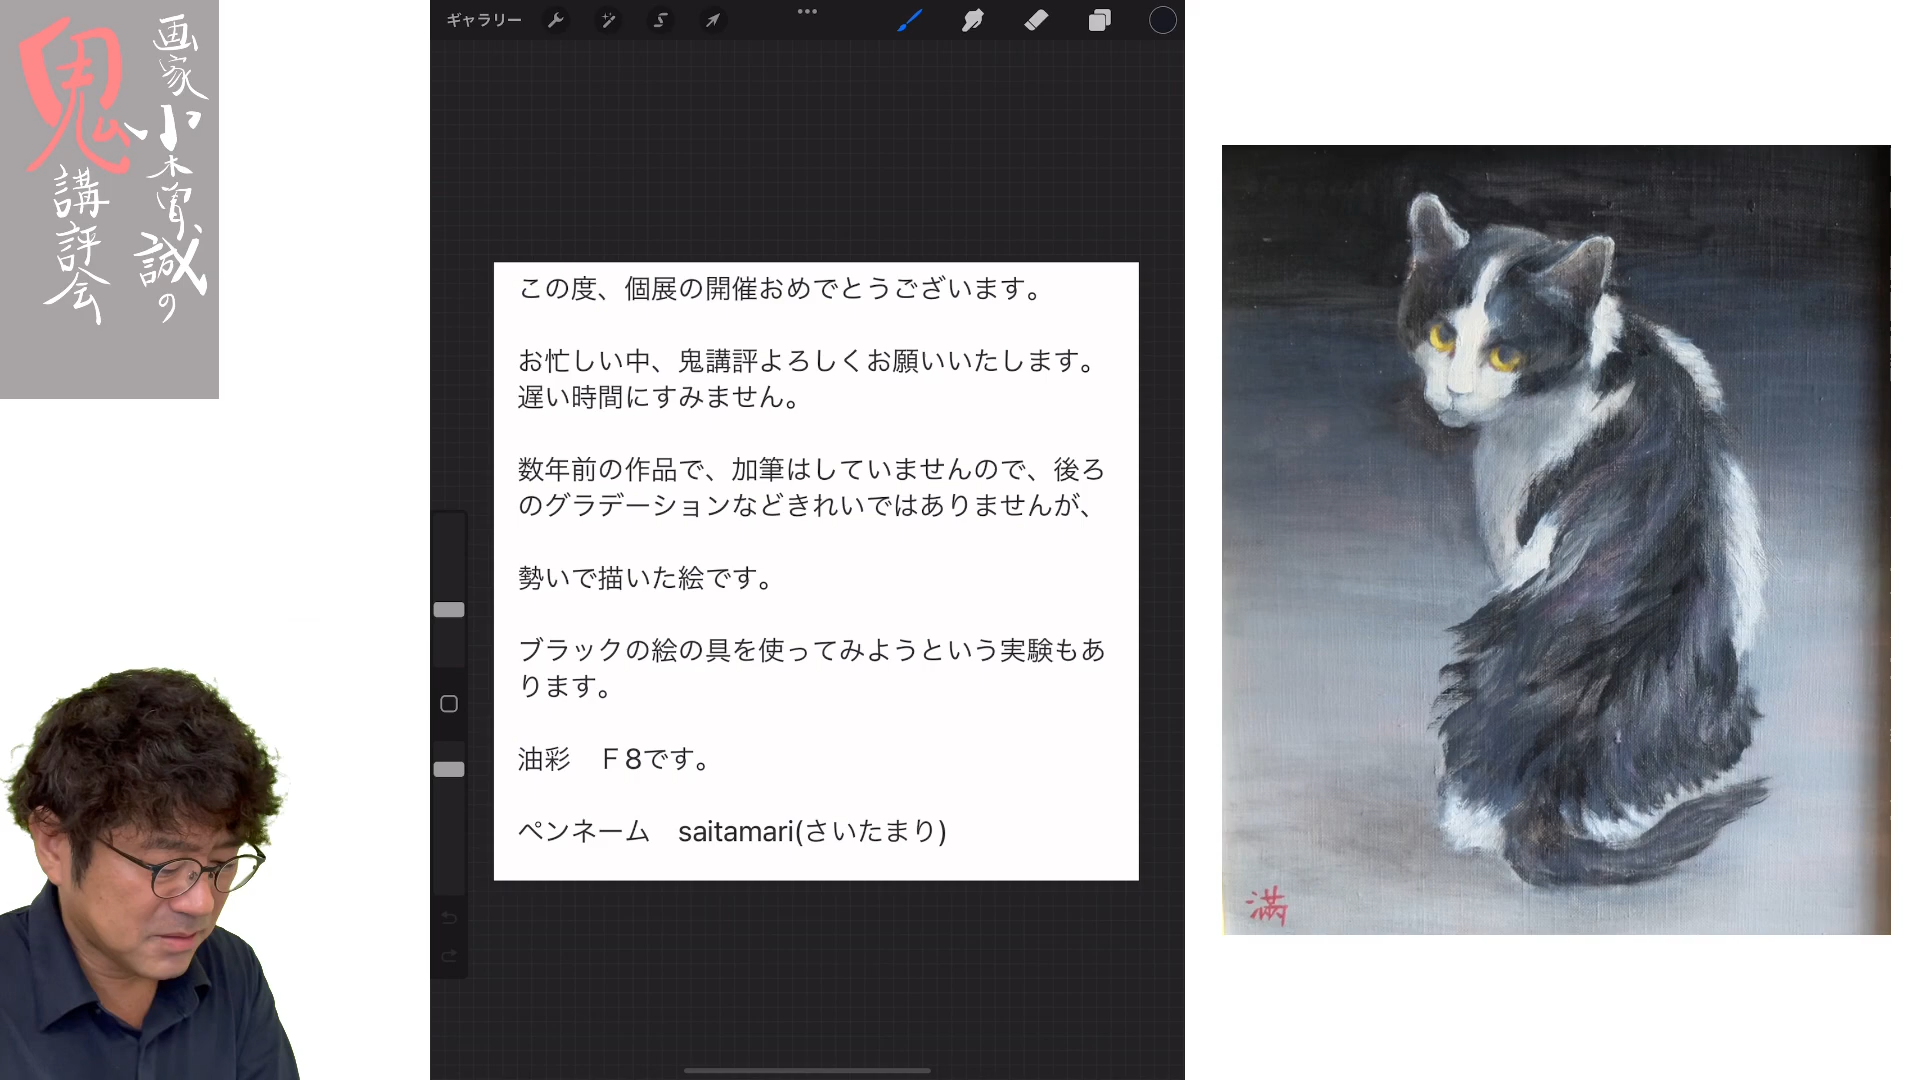 画家小木曽誠の
鬼
講評会
ギャラリー
この度、個展の開催おめでとうございます。
お忙しい中、鬼講評よろしくお願いいたします。
遅い時間にすみません。
数年前の作品で、加筆はしていませんので、後ろ
のグラデーションなどきれいではありませんが、
勢いで描いた絵です。
ブラックの絵の具を使ってみようという実験もあ
ります。
油彩　Ｆ8です。
ペンネーム　saitamari(さいたまり)
満